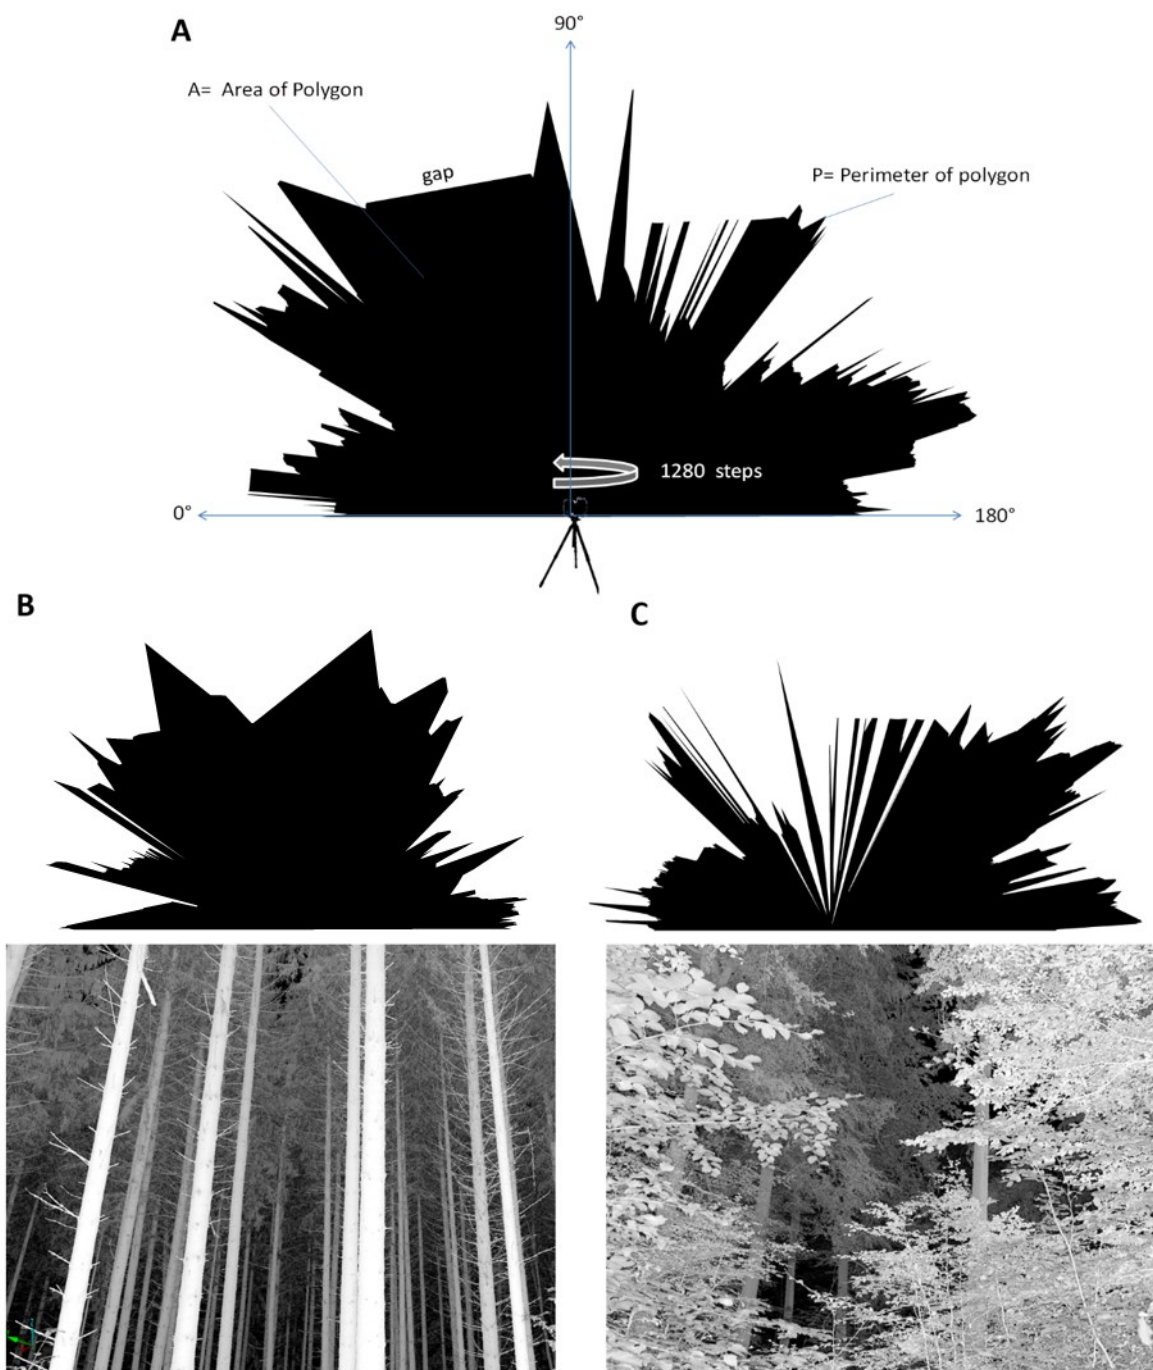 A
90°
A= Area of Polygon
gap
P= Perimeter of polygon
1280 steps
0°
180°
B
C